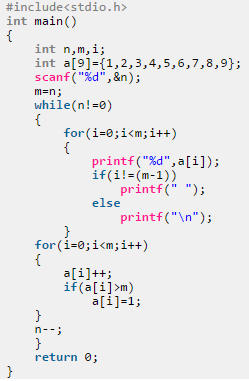 #include<stdio.h>
int main()
{
    int n,m,i;
    int a[9]={1,2,3,4,5,6,7,8,9};
    scanf("%d",&n);
    m=n;
    while(n!=0)
    {
        for(i=0;i<m;i++)
        {
            printf("%d",a[i]);
            if(i!=(m-1))
                printf(" ");
            else
                printf("\n");
        }
    for(i=0;i<m;i++)
    {
        a[i]++;
        if(a[i]>m)
            a[i]=1;
    }
    n--;
    }
    return 0;
}